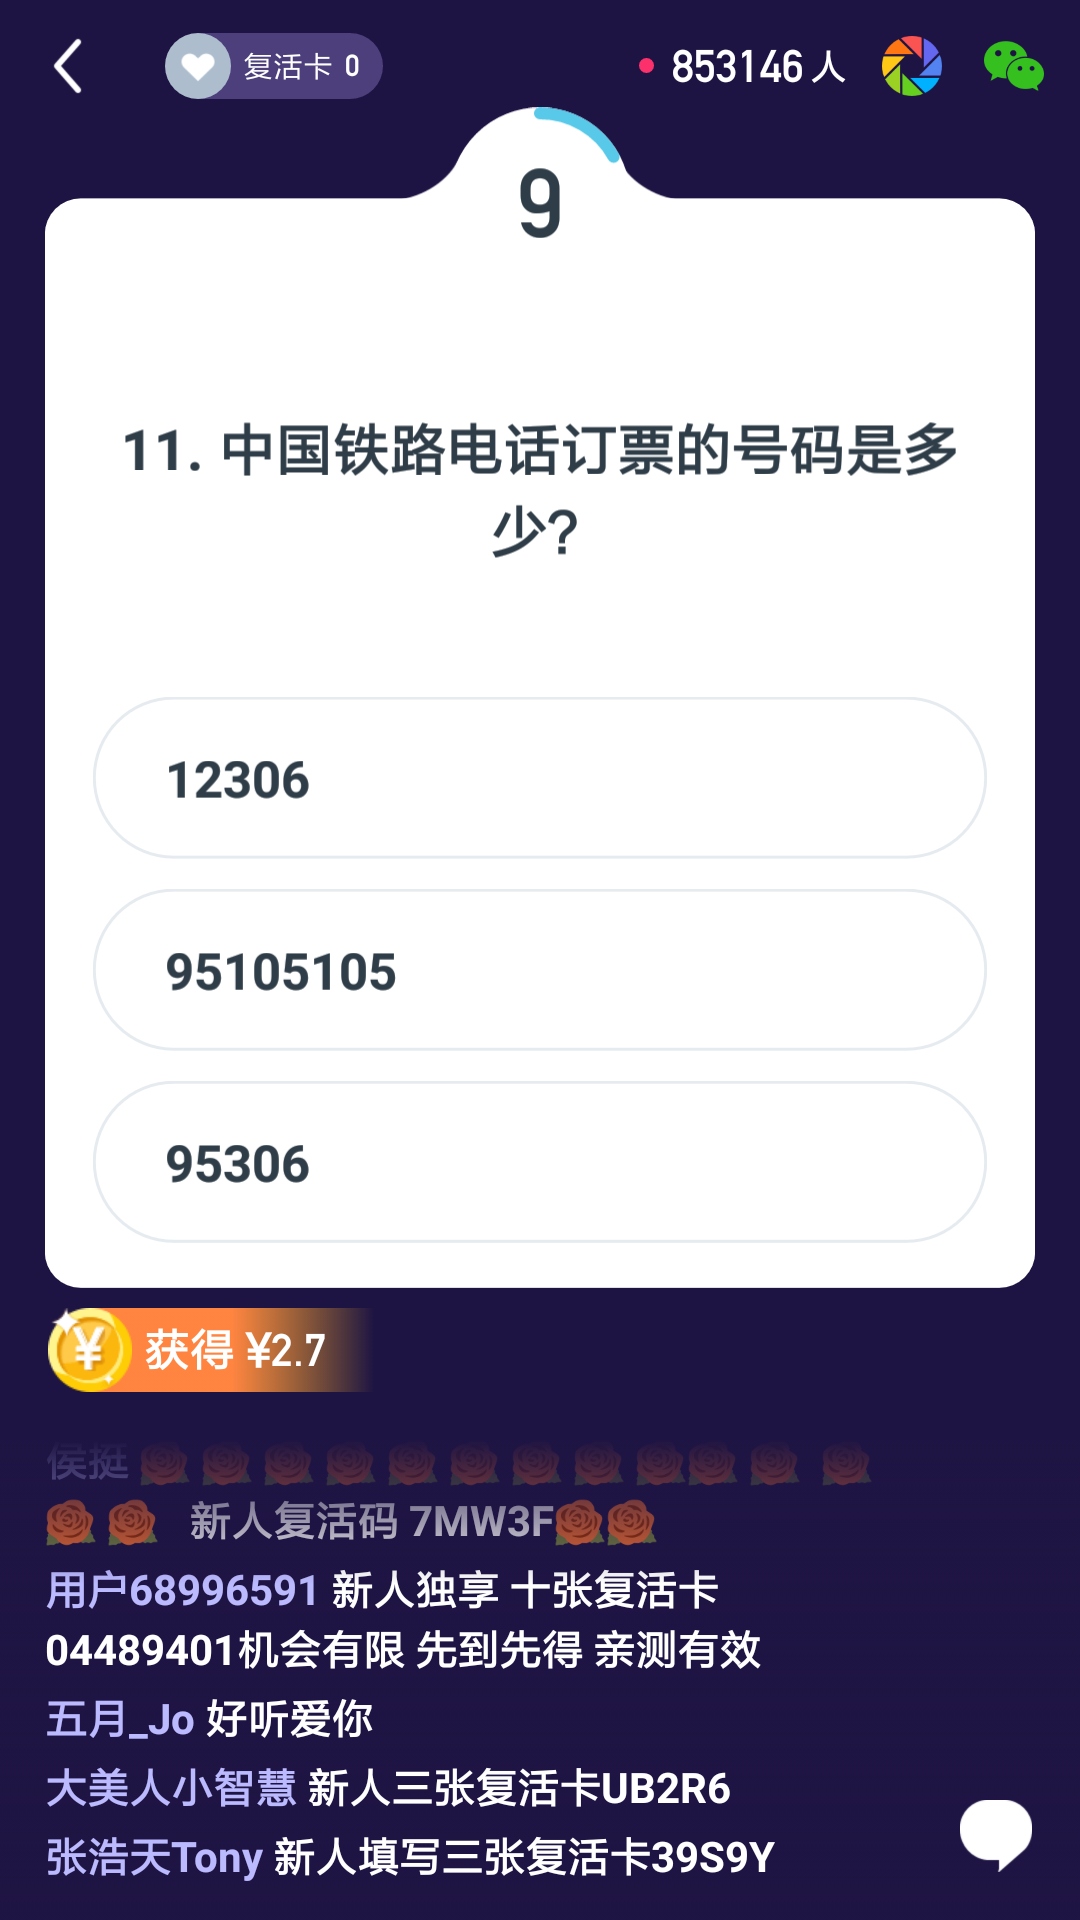 复活卡 0
853146 人
9
11. 中国铁路电话订票的号码是多
少?
12306
95105105
95306
获得 ¥2.7
侯挺
新人复活码 7MW3F
用户68996591 新人独享 十张复活卡
04489401机会有限 先到先得 亲测有效
五月_Jo 好听爱你
大美人小智慧 新人三张复活卡UB2R6
张浩天Tony 新人填写三张复活卡39S9Y